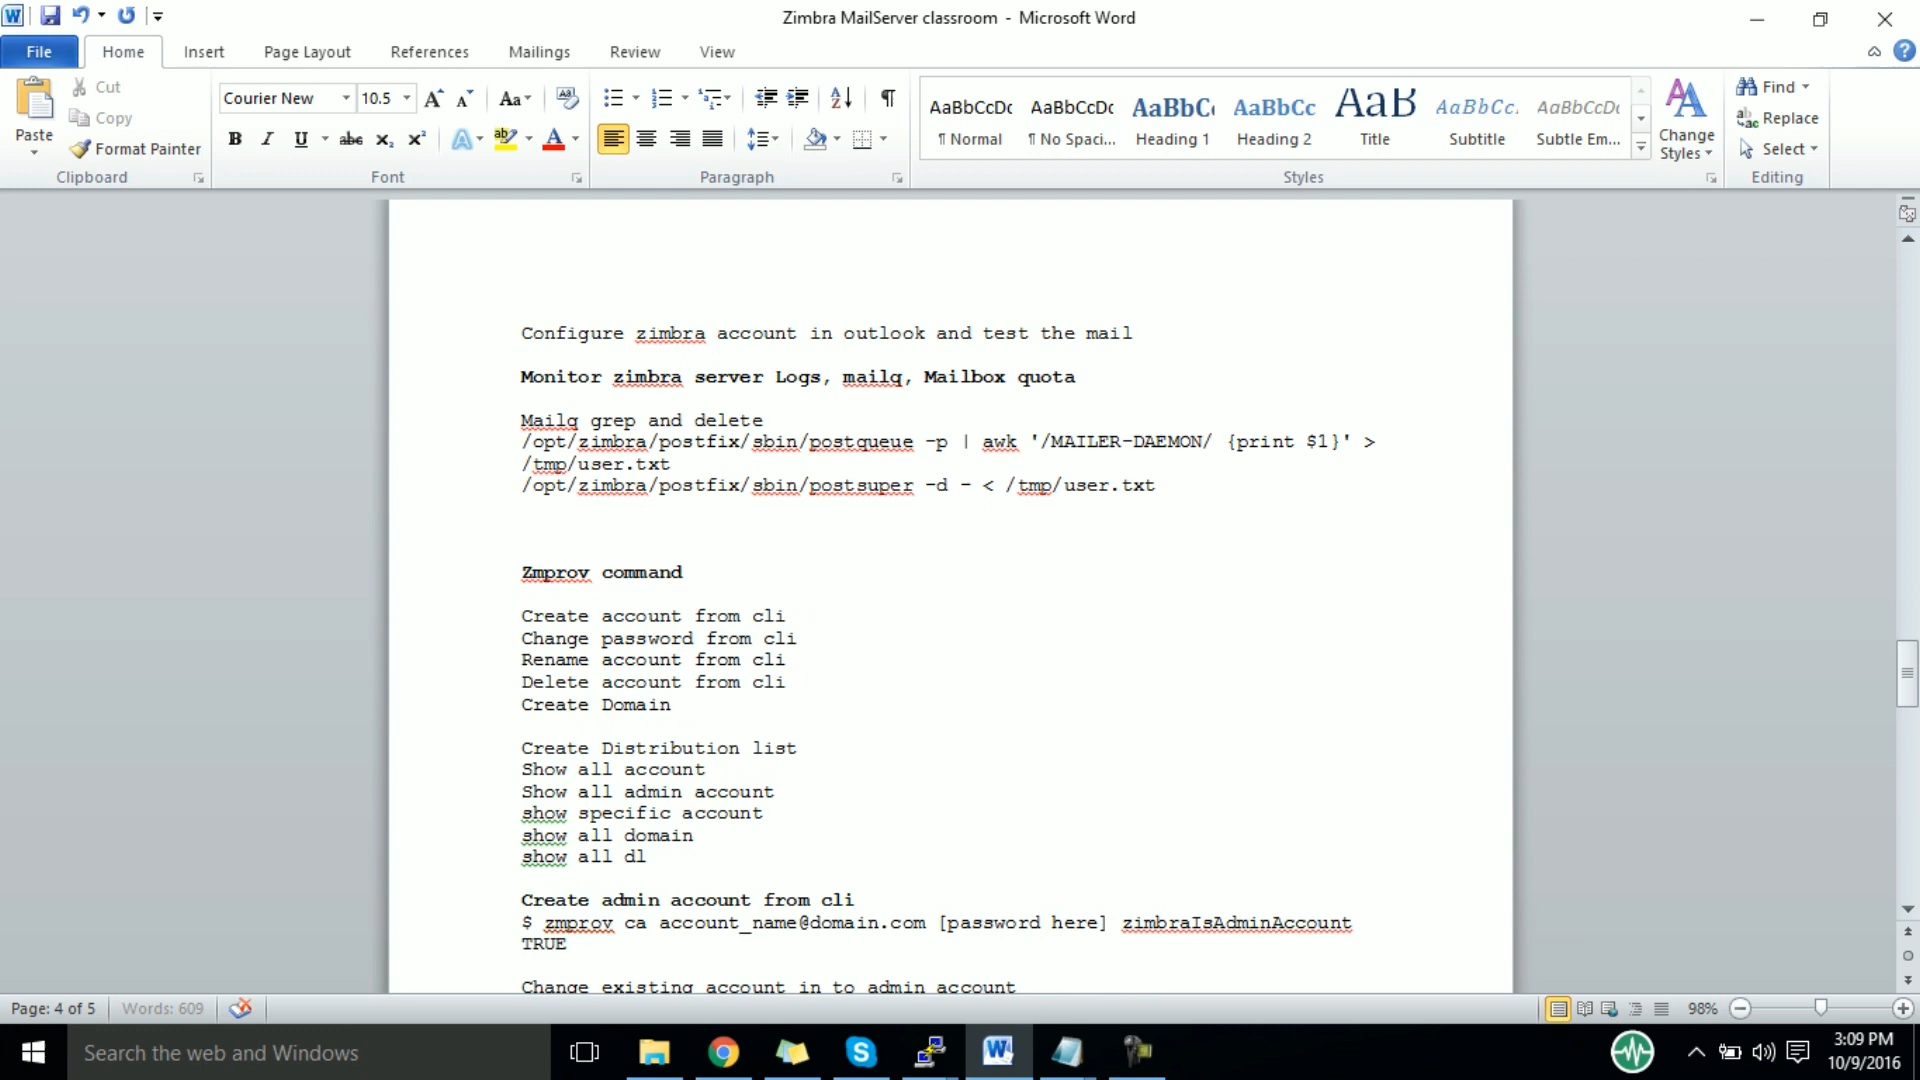 Zimbra MailServer classroom - Microsoft Word
File Home Insert Page Layout References Mailings Review View
Paste
Cut
Copy
Format Painter
Clipboard
Courier New 10.5
Font
Paragraph
AaBbCcDc AaBbCcDc AaBbC AaBbCc AaB AaBbCc. AaBbCcDc
¶ Normal ¶ No Spaci... Heading 1 Heading 2 Title Subtitle Subtle Em...
Styles
Change
Styles
Find
Replace
Select
Editing
Configure zimbra account in outlook and test the mail
Monitor zimbra server Logs, mailq, Mailbox quota
Mailq grep and delete
/opt/zimbra/postfix/sbin/postqueue -p | awk '/MAILER-DAEMON/ {print $1}' >
/tmp/user.txt
/opt/zimbra/postfix/sbin/postsuper -d - < /tmp/user.txt
Zmprov command
Create account from cli
Change password from cli
Rename account from cli
Delete account from cli
Create Domain
Create Distribution list
Show all account
Show all admin account
show specific account
show all domain
show all dl
Create admin account from cli
$ zmprov ca account_name@domain.com [password here] zimbraIsAdminAccount
TRUE
Change existing account in to admin account
Page: 4 of 5 Words: 609 98%
Search the web and Windows
3:09 PM
10/9/2016